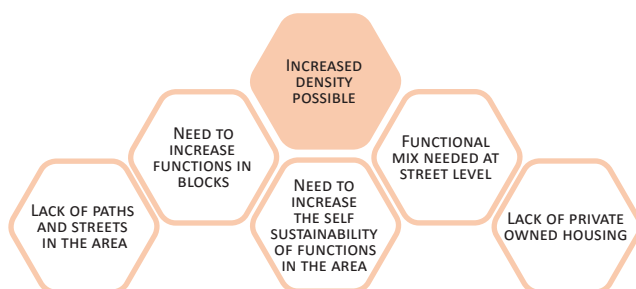 INCREASED
DENSITY
POSSIBLE
NEED TO
INCREASE
FUNCTIONS IN
BLOCKS
FUNCTIONAL
MIX NEEDED AT
STREET LEVEL
LACK OF PATHS
AND STREETS
IN THE AREA
NEED TO
INCREASE
THE SELF
SUSTAINABILITY
OF FUNCTIONS
IN THE AREA
LACK OF PRIVATE
OWNED HOUSING